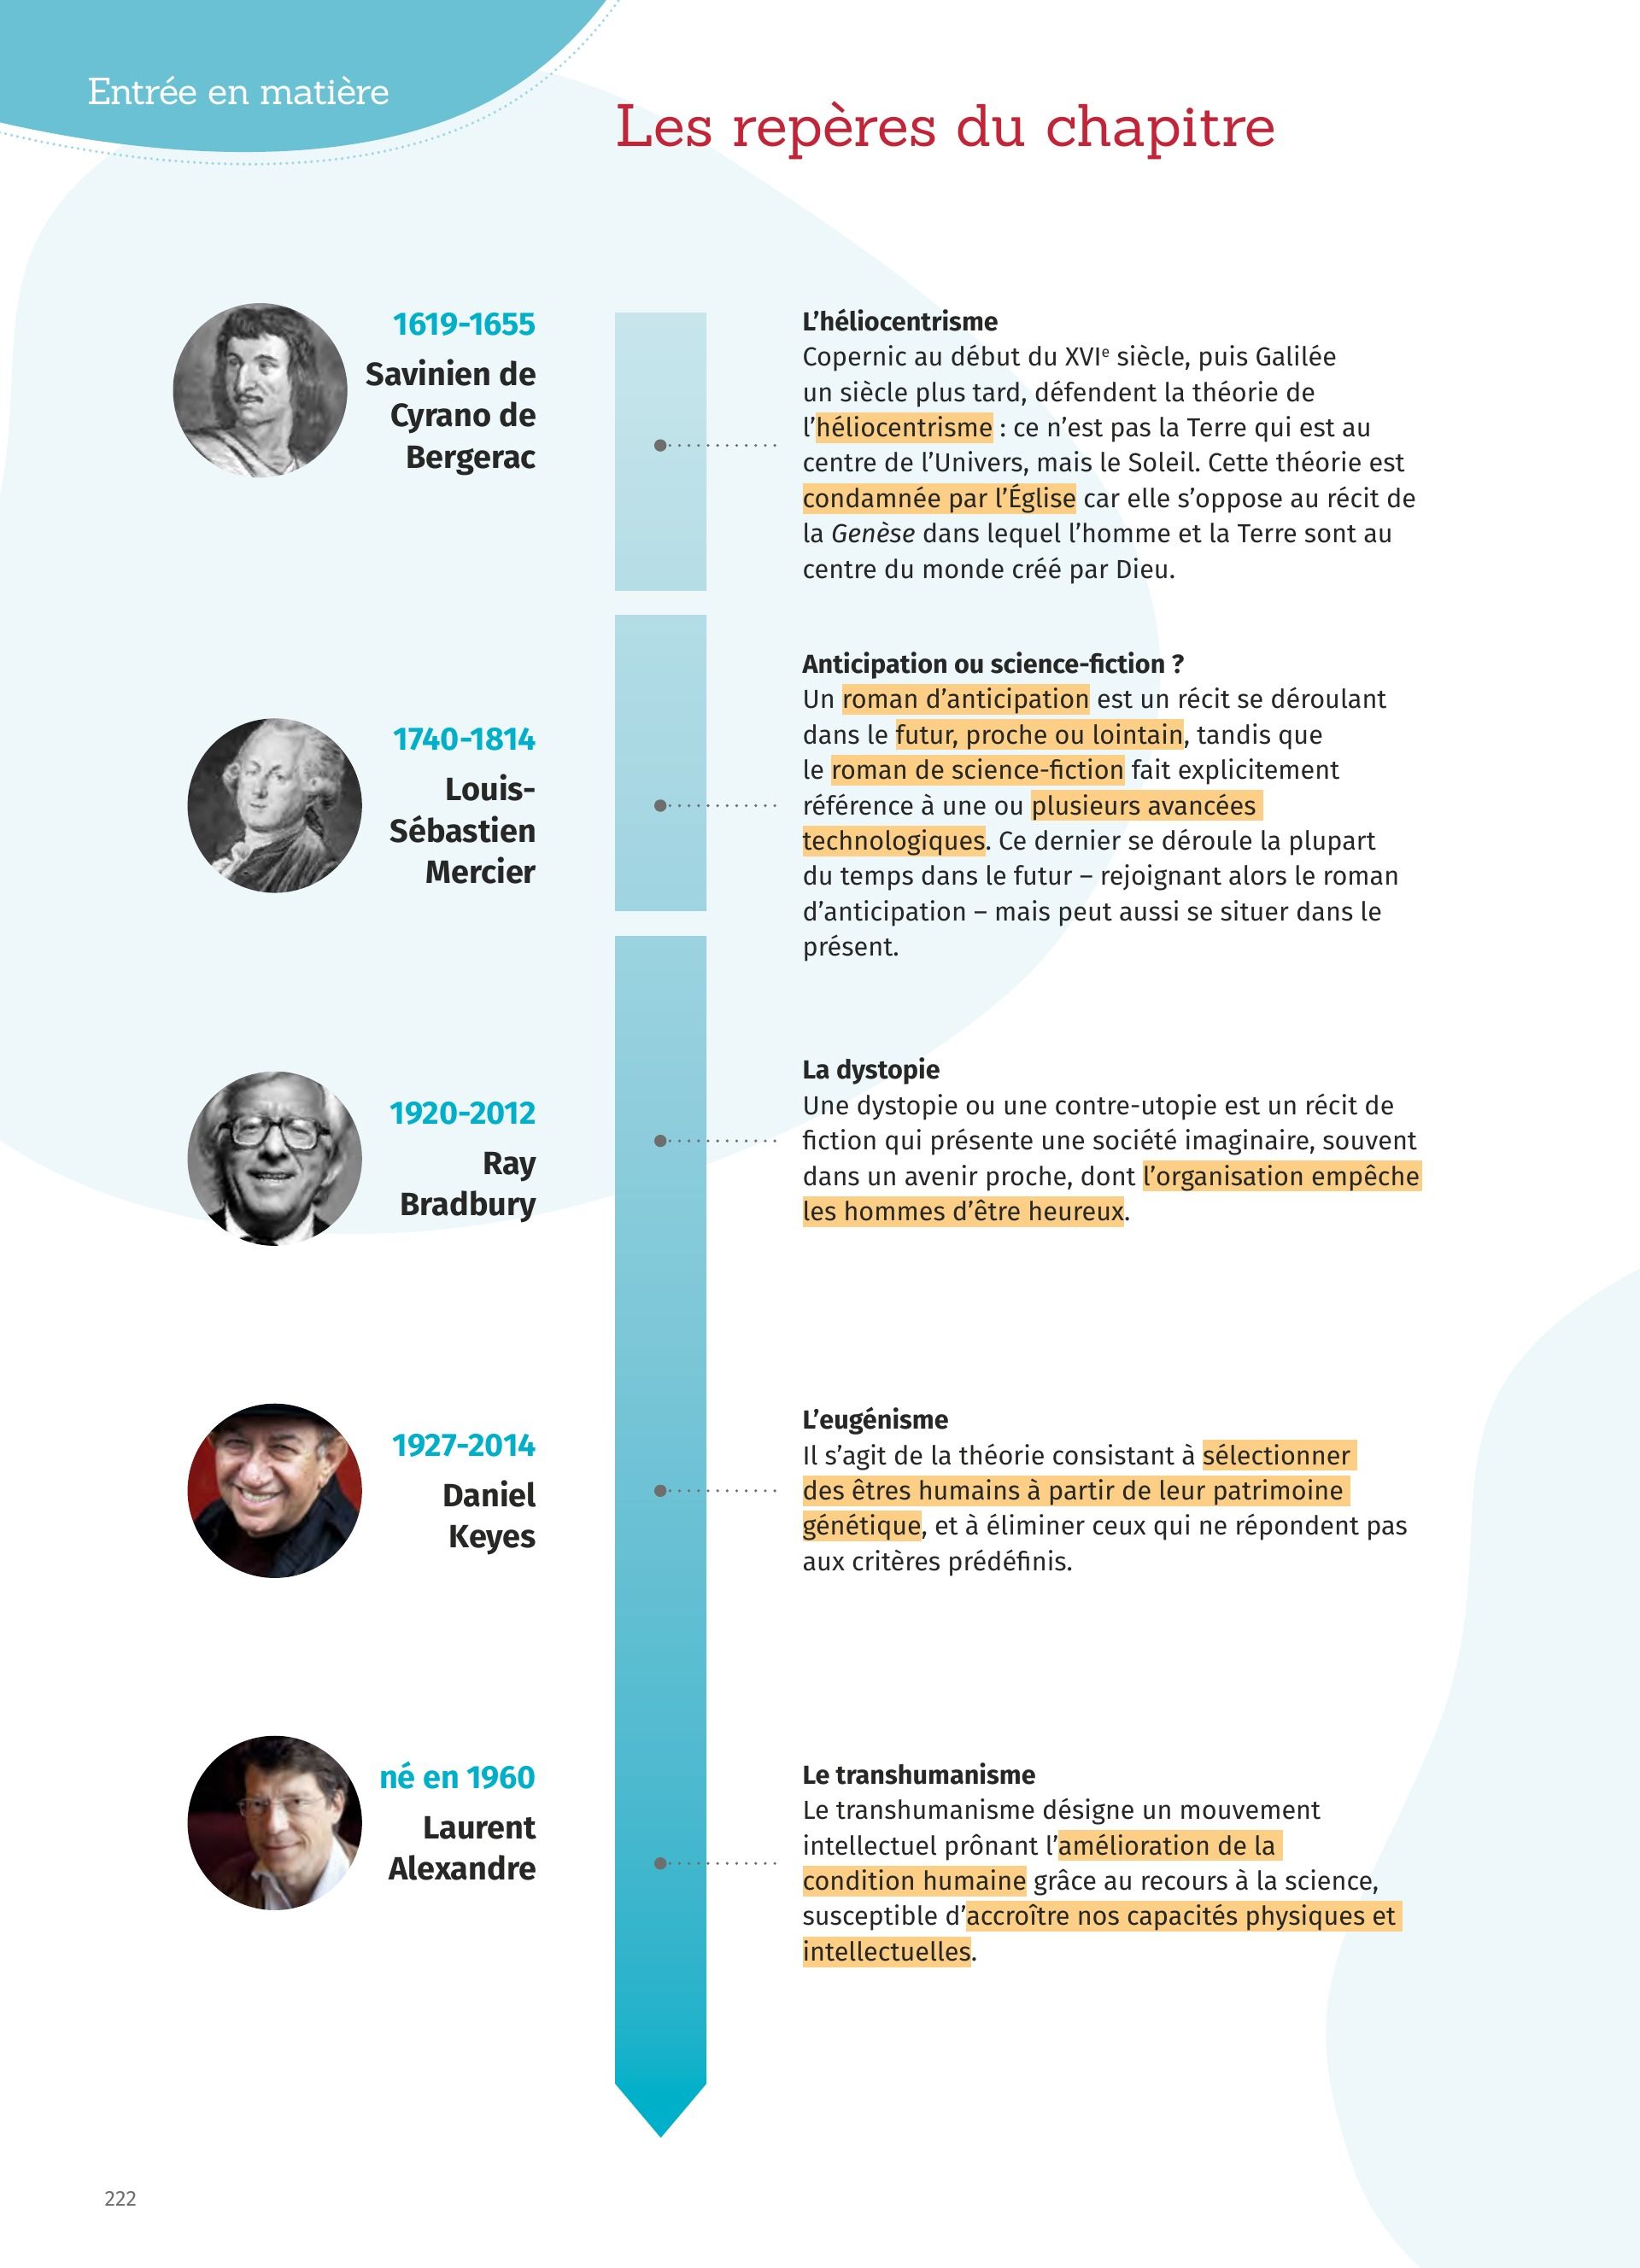 Entrée en matière
Les repères du chapitre
1619-1655
Savinien de
Cyrano de
Bergerac
L’héliocentrisme
Copernic au début du XVIe siècle, puis Galilée
un siècle plus tard, défendent la théorie de
l’héliocentrisme : ce n’est pas la Terre qui est au
centre de l’Univers, mais le Soleil. Cette théorie est
condamnée par l’Église car elle s’oppose au récit de
la Genèse dans lequel l’homme et la Terre sont au
centre du monde créé par Dieu.
1740-1814
Louis-
Sébastien
Mercier
Anticipation ou science-fiction ?
Un roman d’anticipation est un récit se déroulant
dans le futur, proche ou lointain, tandis que
le roman de science-fiction fait explicitement
référence à une ou plusieurs avancées
technologiques. Ce dernier se déroule la plupart
du temps dans le futur – rejoignant alors le roman
d’anticipation – mais peut aussi se situer dans le
présent.
1920-2012
Ray
Bradbury
La dystopie
Une dystopie ou une contre-utopie est un récit de
fiction qui présente une société imaginaire, souvent
dans un avenir proche, dont l’organisation empêche
les hommes d’être heureux.
1927-2014
Daniel
Keyes
L’eugénisme
Il s’agit de la théorie consistant à sélectionner
des êtres humains à partir de leur patrimoine
génétique, et à éliminer ceux qui ne répondent pas
aux critères prédéfinis.
né en 1960
Laurent
Alexandre
Le transhumanisme
Le transhumanisme désigne un mouvement
intellectuel prônant l’amélioration de la
condition humaine grâce au recours à la science,
susceptible d’accroître nos capacités physiques et
intellectuelles.
222